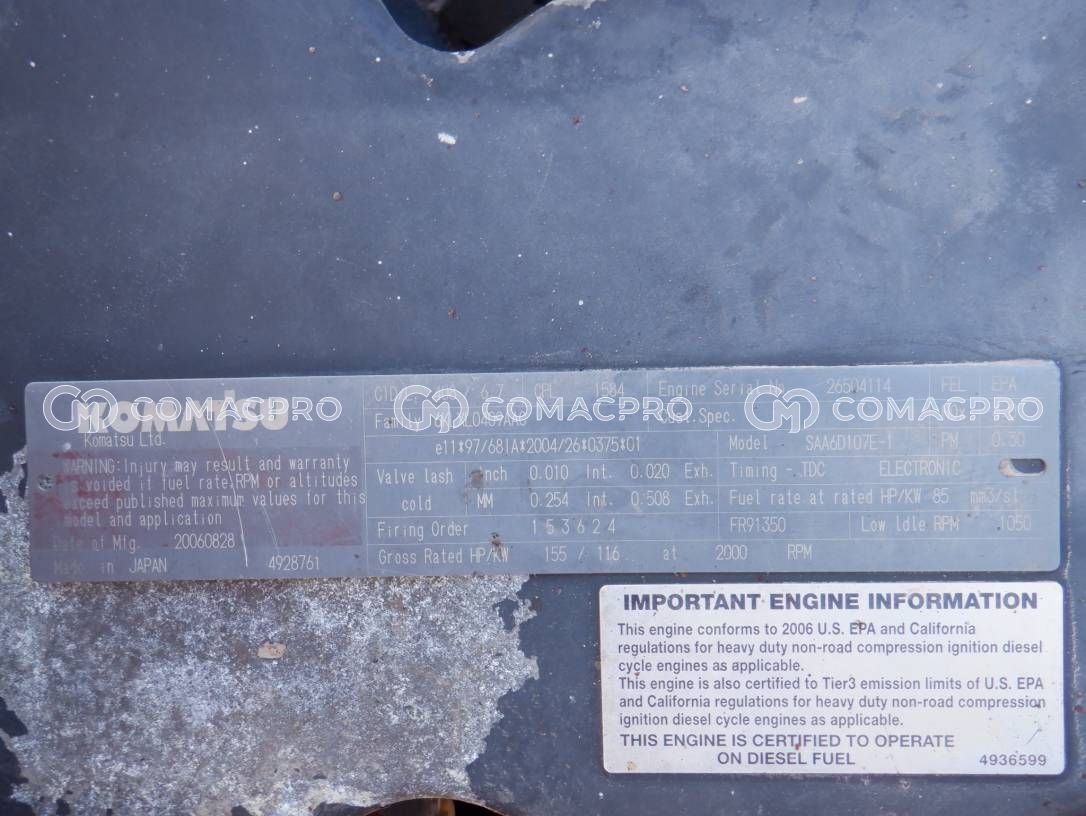 KOMATSU
Komatsu Ltd.
WARNING: Injury may result and warranty
is voided if fuel rate, RPM or altitudes
exceed published maximum values for this
model and application
Date of Mfg. 20060828
Made in JAPAN 4928761
CID/L / 6.7 CPL 1584 Engine Serial No. 26504114 FEL EPA
Family Cust.Spec.
e11*97/681A*2004/26*0375*01 Model SAA6D107E-1 PM 0.30
Valve lash Inch 0.010 Int. 0.020 Exh. Timing - TDC ELECTRONIC
cold MM 0.254 Int. 0.508 Exh. Fuel rate at rated HP/KW 85 mm3/st
Firing Order 1 5 3 6 2 4 FR91350 Low Idle RPM 1050
Gross Rated HP/KW 155 / 116 at 2000 RPM
COMACPRO COMACPRO COMACPRO COMACPRO
IMPORTANT ENGINE INFORMATION
This engine conforms to 2006 U.S. EPA and California
regulations for heavy duty non-road compression ignition diesel
cycle engines as applicable.
This engine is also certified to Tier3 emission limits of U.S. EPA
and California regulations for heavy duty non-road compression
ignition diesel cycle engines as applicable.
THIS ENGINE IS CERTIFIED TO OPERATE
ON DIESEL FUEL 4936599